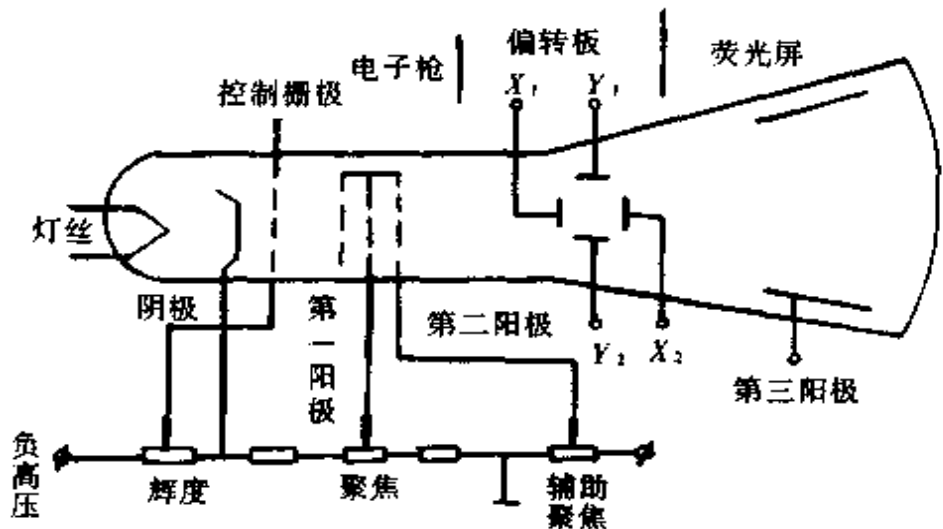 偏转板
荧光屏
电子枪
X₁ Y₁
控制栅极
灯丝
阴极
第一阳极
第二阳极
Y₂ X₂
第三阳极
负高压
辉度
聚焦
辅助
聚焦